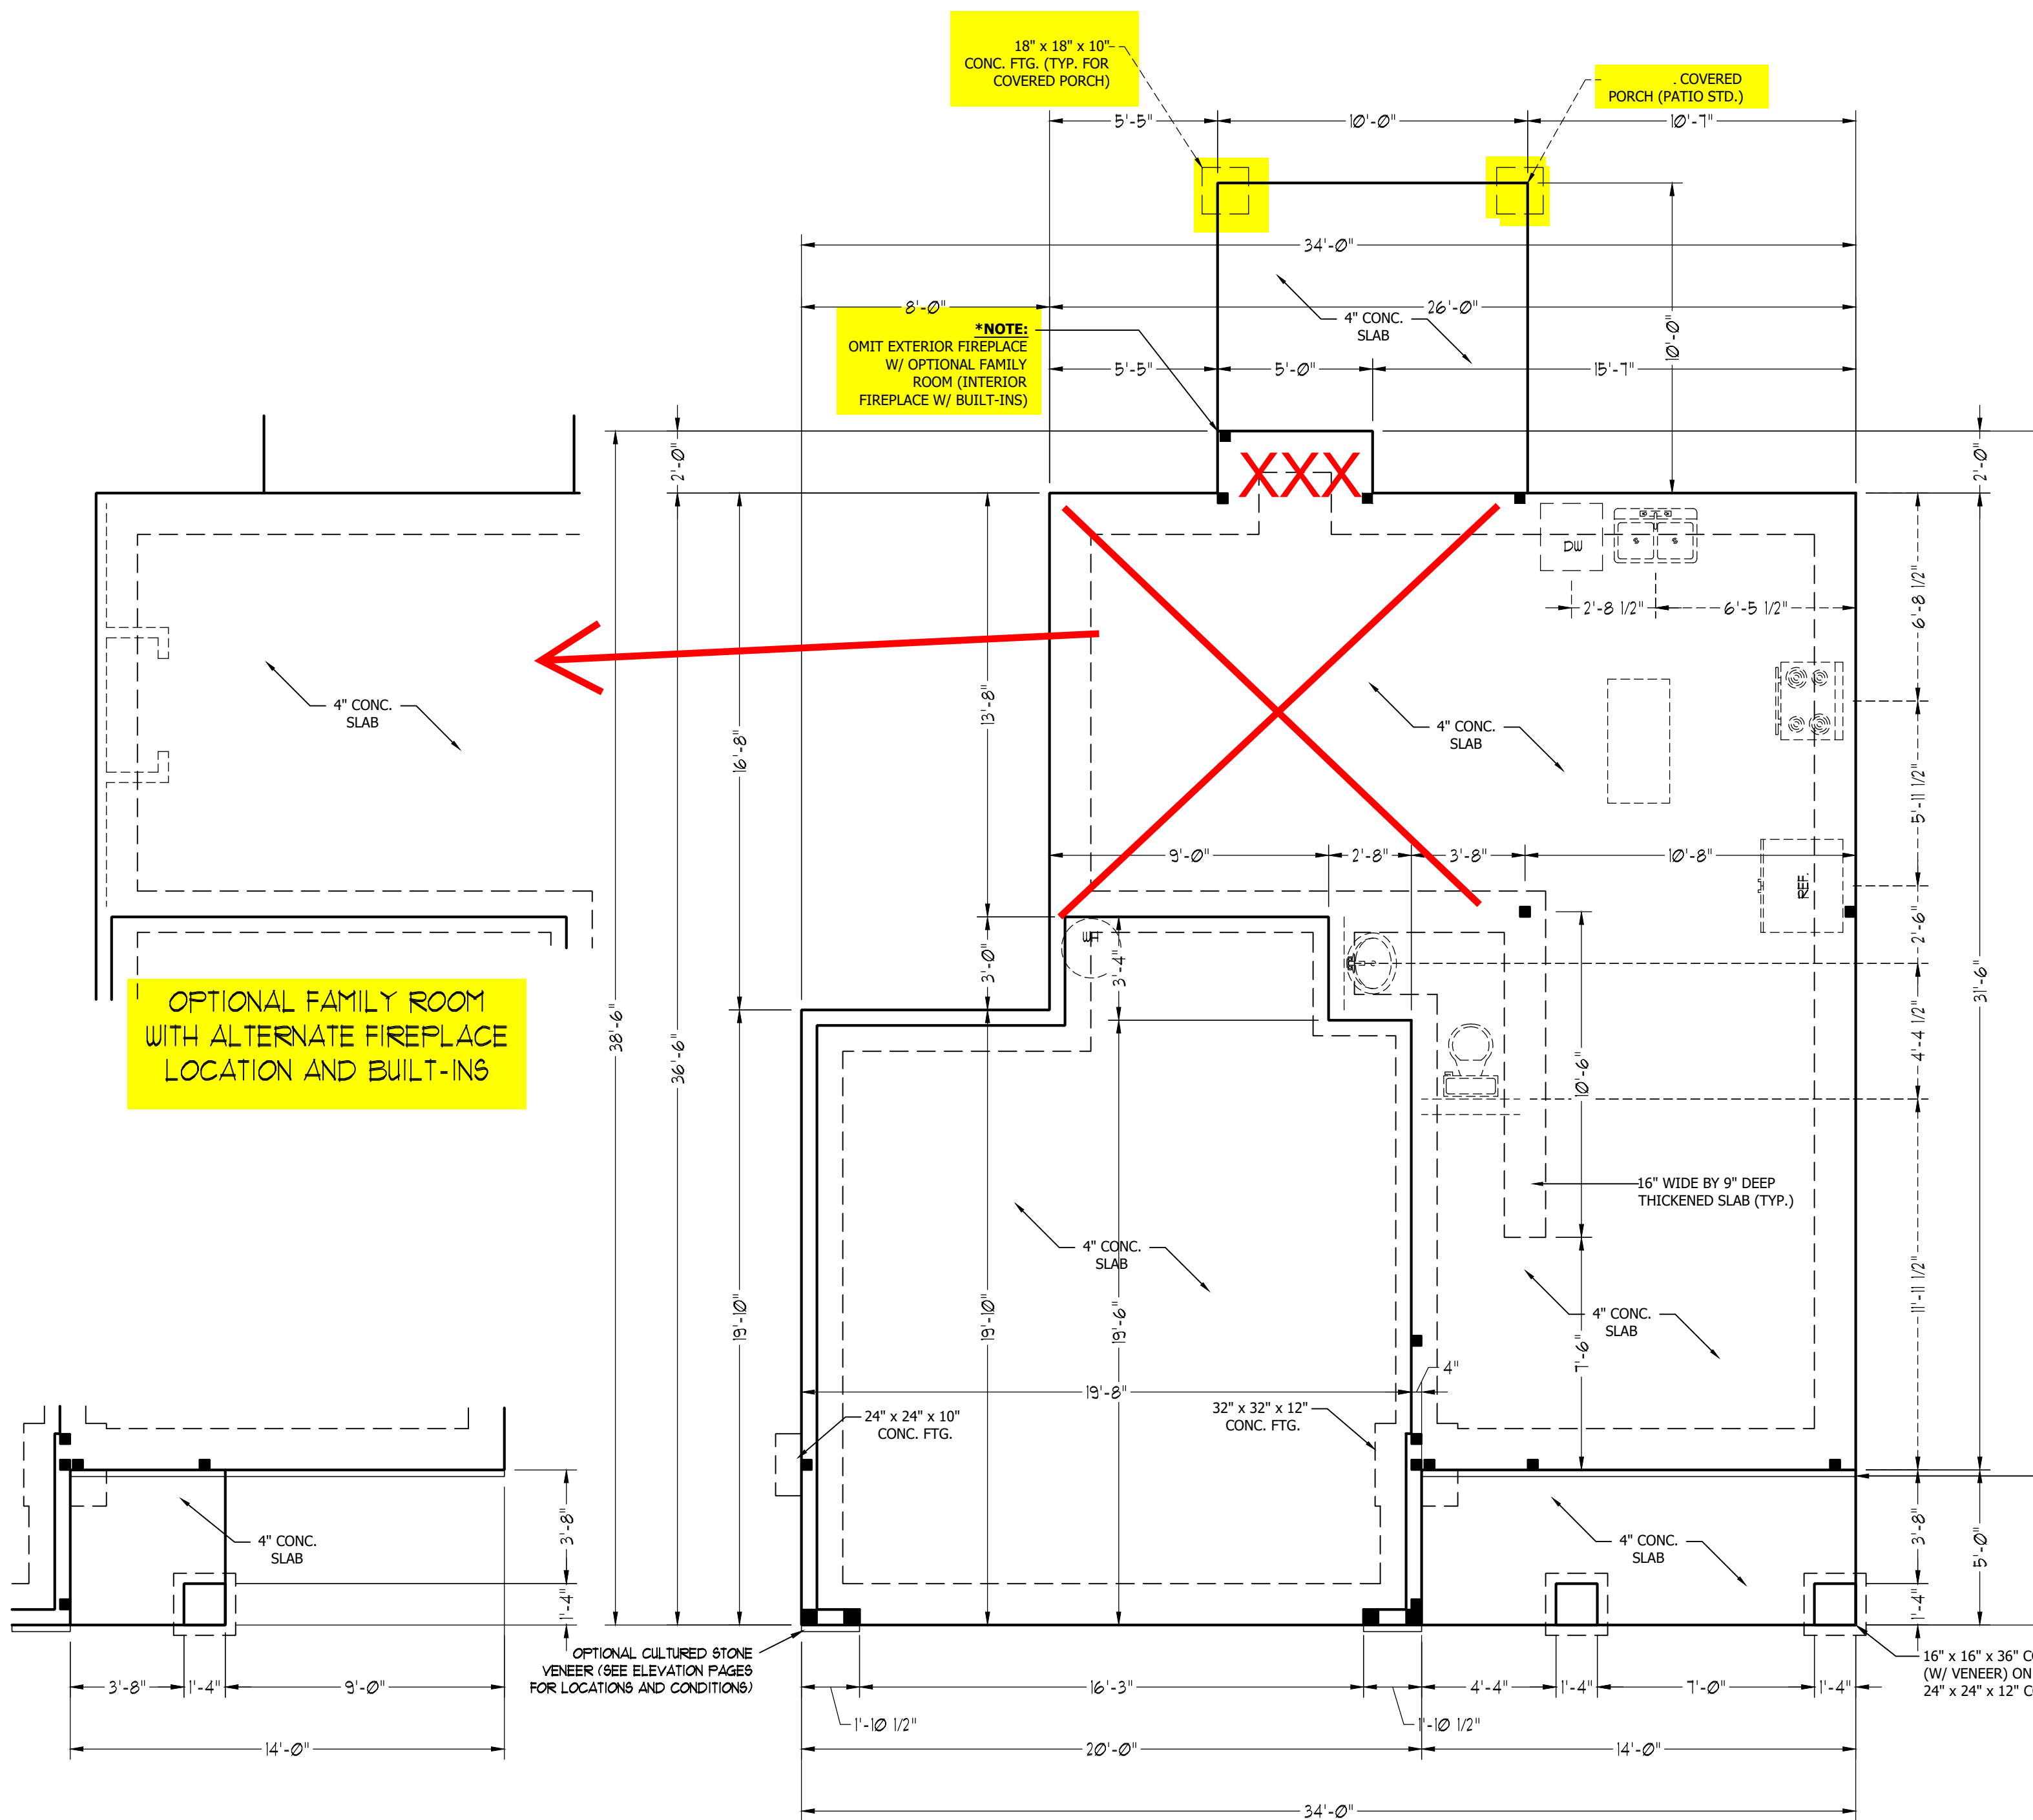 18" x 18" x 10"
CONC. FTG. (TYP. FOR
COVERED PORCH)
. COVERED
PORCH (PATIO STD.)
5'-5"
10'-0"
10'-7"
34'-0"
8'-0"
26'-0"
*NOTE:
OMIT EXTERIOR FIREPLACE
W/ OPTIONAL FAMILY
ROOM (INTERIOR
FIREPLACE W/ BUILT-INS)
4" CONC.
SLAB
10'-0"
5'-5"
5'-0"
15'-7"
2'-0"
XXX
2'-0"
DW
2'-8 1/2"
6'-5 1/2"
6'-8 1/2"
4" CONC.
SLAB
13'-8"
16'-8"
4" CONC.
SLAB
5'-11 1/2"
9'-0"
2'-8"
3'-8"
10'-8"
REF.
WH
3'-0"
3'-4"
2'-6"
31'-6"
OPTIONAL FAMILY ROOM
WITH ALTERNATE FIREPLACE
LOCATION AND BUILT-INS
38'-6"
36'-6"
4'-4 1/2"
10'-6"
16" WIDE BY 9" DEEP
THICKENED SLAB (TYP.)
4" CONC.
SLAB
19'-10"
19'-10"
19'-6"
11'-11 1/2"
4" CONC.
SLAB
7'-6"
4"
19'-8"
24" x 24" x 10"
CONC. FTG.
32" x 32" x 12"
CONC. FTG.
4" CONC.
SLAB
3'-8"
1'-4"
4" CONC.
SLAB
3'-8"
5'-0"
1'-4"
OPTIONAL CULTURED STONE
VENEER (SEE ELEVATION PAGES
FOR LOCATIONS AND CONDITIONS)
16" x 16" x 36"
(W/ VENEER) ON
24" x 24" x 12"
3'-8"
1'-4"
9'-0"
16'-3"
4'-4"
1'-4"
7'-0"
1'-4"
1'-10 1/2"
1'-10 1/2"
14'-0"
20'-0"
14'-0"
34'-0"